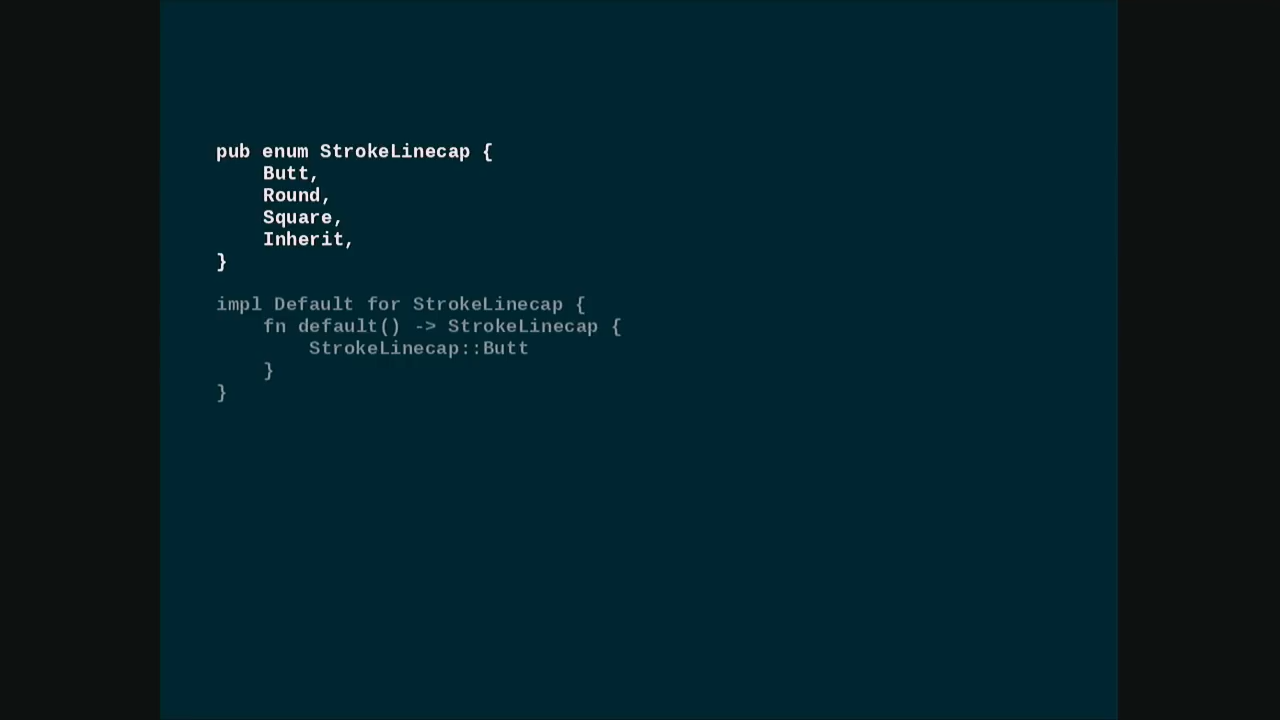 pub enum StrokeLinecap {
    Butt,
    Round,
    Square,
    Inherit,
}

impl Default for StrokeLinecap {
    fn default() -> StrokeLinecap {
        StrokeLinecap::Butt
    }
}